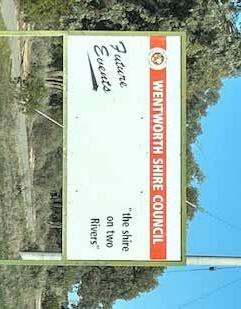 WENTWORTH SHIRE COUNCIL
Future
Events
"the shire
on two
Rivers"